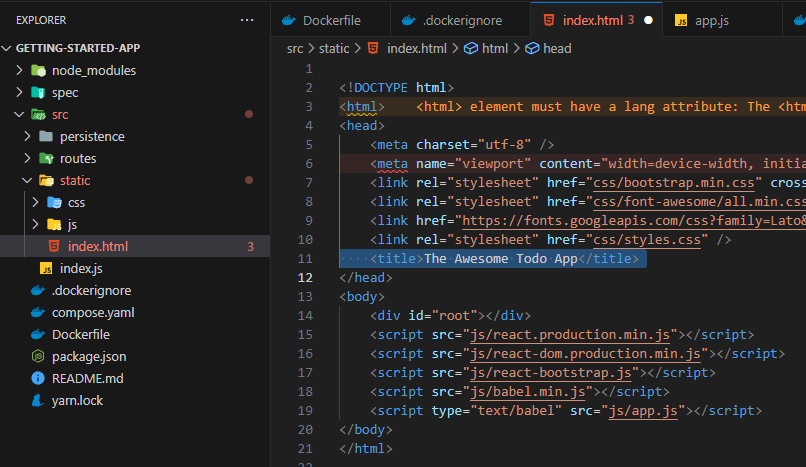 EXPLORER ...
GETTING-STARTED-APP
node_modules
spec
src
persistence
routes
static
css
js
index.html 3
index.js
.dockerignore
compose.yaml
Dockerfile
package.json
README.md
yarn.lock
Dockerfile .dockerignore index.html 3 app.js
src > static > index.html > html > head
1
2 <!DOCTYPE html>
3 <html> <html> element must have a lang attribute: The <htm
4 <head>
5 <meta charset="utf-8" />
6 <meta name="viewport" content="width=device-width, initia
7 <link rel="stylesheet" href="css/bootstrap.min.css" cross
8 <link rel="stylesheet" href="css/font-awesome/all.min.css
9 <link href="https://fonts.googleapis.com/css?family=Lato&
10 <link rel="stylesheet" href="css/styles.css" />
11 <title>The Awesome Todo App</title>
12 </head>
13 <body>
14 <div id="root"></div>
15 <script src="js/react.production.min.js"></script>
16 <script src="js/react-dom.production.min.js"></script>
17 <script src="js/react-bootstrap.js"></script>
18 <script src="js/babel.min.js"></script>
19 <script type="text/babel" src="js/app.js"></script>
20 </body>
21 </html>